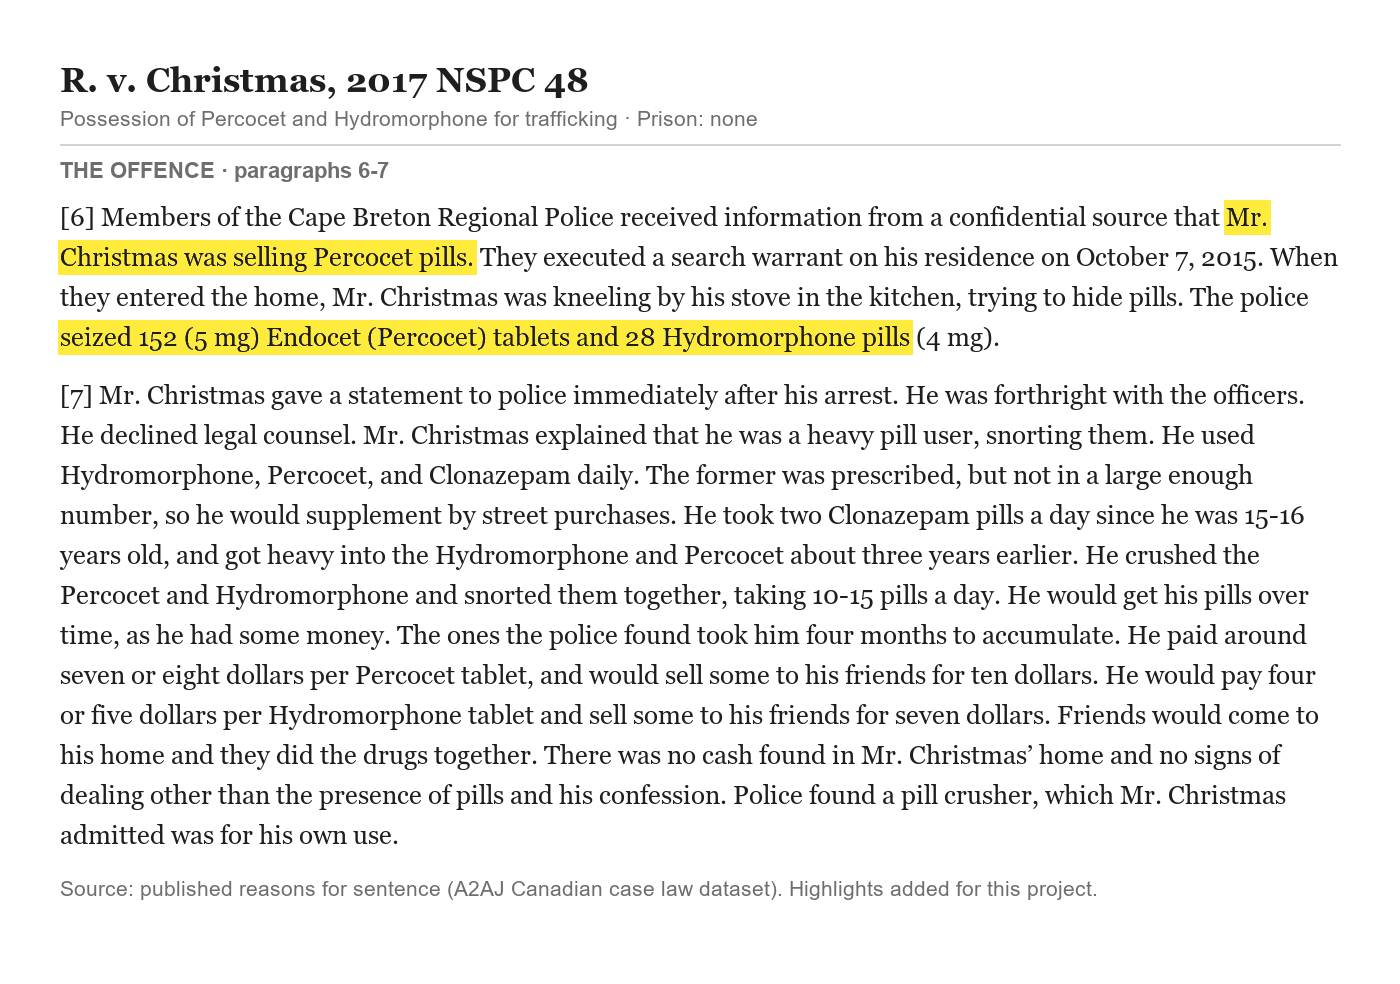 R. v. Christmas, 2017 NSPC 48
Possession of Percocet and Hydromorphone for trafficking · Prison: none
THE OFFENCE · paragraphs 6-7
[6] Members of the Cape Breton Regional Police received information from a confidential source that Mr.
Christmas was selling Percocet pills. They executed a search warrant on his residence on October 7, 2015. When
they entered the home, Mr. Christmas was kneeling by his stove in the kitchen, trying to hide pills. The police
seized 152 (5 mg) Endocet (Percocet) tablets and 28 Hydromorphone pills (4 mg).
[7] Mr. Christmas gave a statement to police immediately after his arrest. He was forthright with the officers.
He declined legal counsel. Mr. Christmas explained that he was a heavy pill user, snorting them. He used
Hydromorphone, Percocet, and Clonazepam daily. The former was prescribed, but not in a large enough
number, so he would supplement by street purchases. He took two Clonazepam pills a day since he was 15-16
years old, and got heavy into the Hydromorphone and Percocet about three years earlier. He crushed the
Percocet and Hydromorphone and snorted them together, taking 10-15 pills a day. He would get his pills over
time, as he had some money. The ones the police found took him four months to accumulate. He paid around
seven or eight dollars per Percocet tablet, and would sell some to his friends for ten dollars. He would pay four
or five dollars per Hydromorphone tablet and sell some to his friends for seven dollars. Friends would come to
his home and they did the drugs together. There was no cash found in Mr. Christmas’ home and no signs of
dealing other than the presence of pills and his confession. Police found a pill crusher, which Mr. Christmas
admitted was for his own use.
Source: published reasons for sentence (A2AJ Canadian case law dataset). Highlights added for this project.